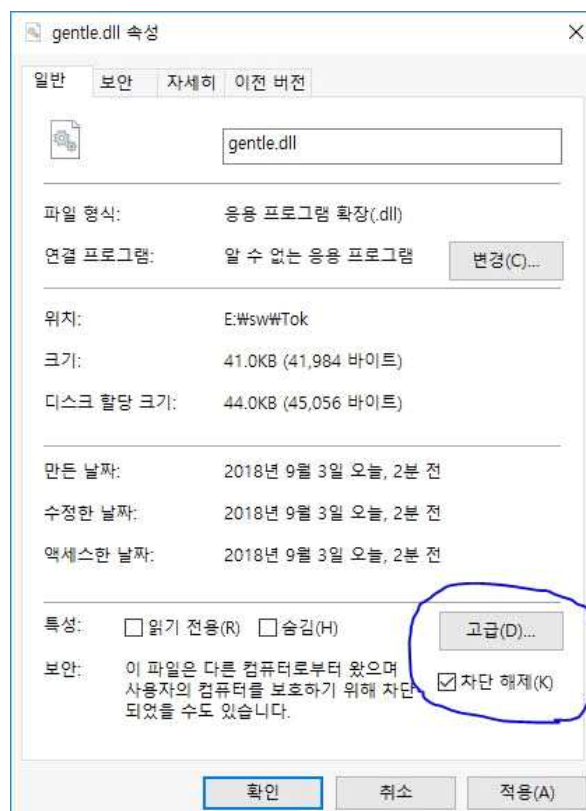 gentle.dll 속성
일반 보안 자세히 이전 버전
gentle.dll
파일 형식: 응용 프로그램 확장(.dll)
연결 프로그램: 알 수 없는 응용 프로그램 변경(C)...
위치: E:₩sw₩Tok
크기: 41.0KB (41,984 바이트)
디스크 할당 크기: 44.0KB (45,056 바이트)
만든 날짜: 2018년 9월 3일 오늘, 2분 전
수정한 날짜: 2018년 9월 3일 오늘, 2분 전
액세스한 날짜: 2018년 9월 3일 오늘, 2분 전
특성: 읽기 전용(R) 숨김(H) 고급(D)...
보안: 이 파일은 다른 컴퓨터로부터 왔으며
사용자의 컴퓨터를 보호하기 위해 차단
되었을 수도 있습니다.
차단 해제(K)
확인 취소 적용(A)